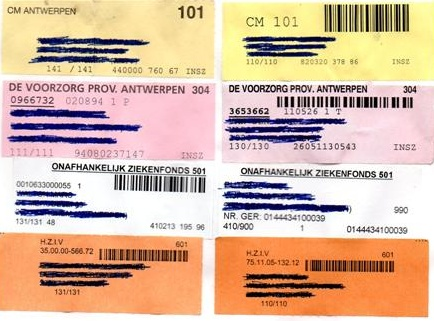 CM ANTWERPEN 101
141 /141 440000 760 67 INSZ
CM 101
110/110 820320 378 86 INSZ
DE VOORZORG PROV. ANTWERPEN 304
0966732 020894 1 P
111/111 94080237147 INSZ
DE VOORZORG PROV. ANTWERPEN 304
3653662 110526 1 T
130/130 26051130543 INSZ
ONAFHANKELIJK ZIEKENFONDS 501
0010633000055 1
131/131 48 410213 195 96
ONAFHANKELIJK ZIEKENFONDS 501
990
NR. GER: 0144434100039
410/900 1 0144434100039
H.Z.I.V 601
35.00.00-566.72
131/131
H.Z.I.V 601
75.11.05-132.12
110/110